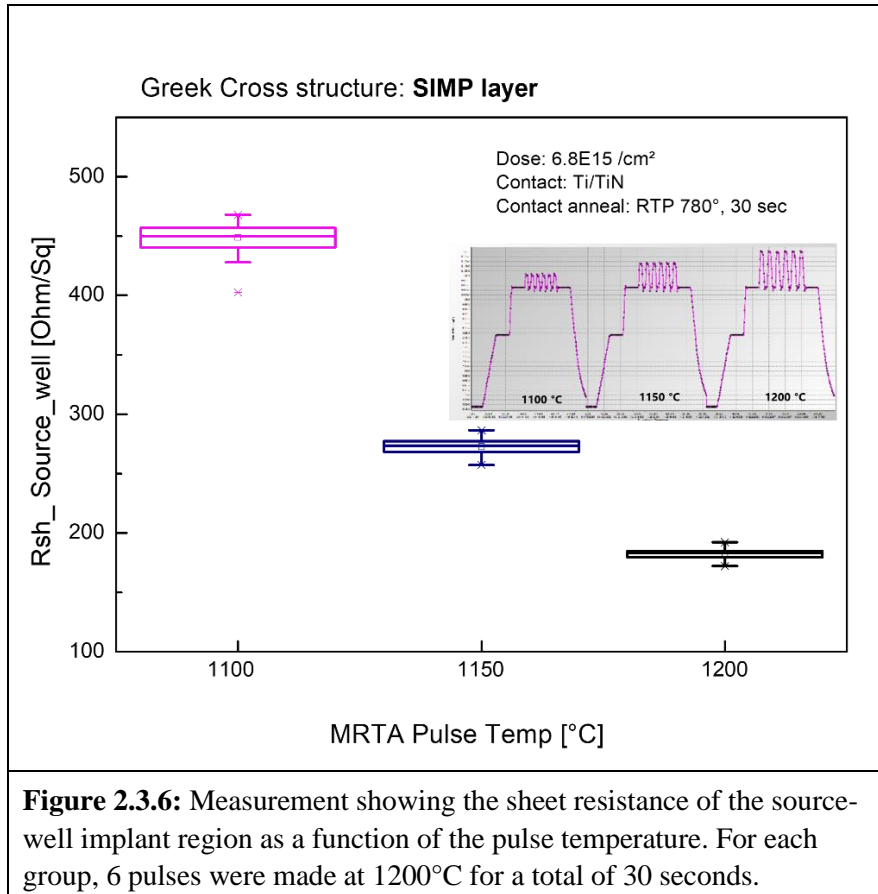 Greek Cross structure: SIMP layer
Dose: 6.8E15 /cm²
Contact: Ti/TiN
Contact anneal: RTP 780°, 30 sec
500
400
300
200
100
Rsh_ Source_well [Ohm/Sq]
1100 °C
1150 °C
1200 °C
1100
1150
1200
MRTA Pulse Temp [°C]
Figure 2.3.6: Measurement showing the sheet resistance of the source-
well implant region as a function of the pulse temperature. For each
group, 6 pulses were made at 1200°C for a total of 30 seconds.